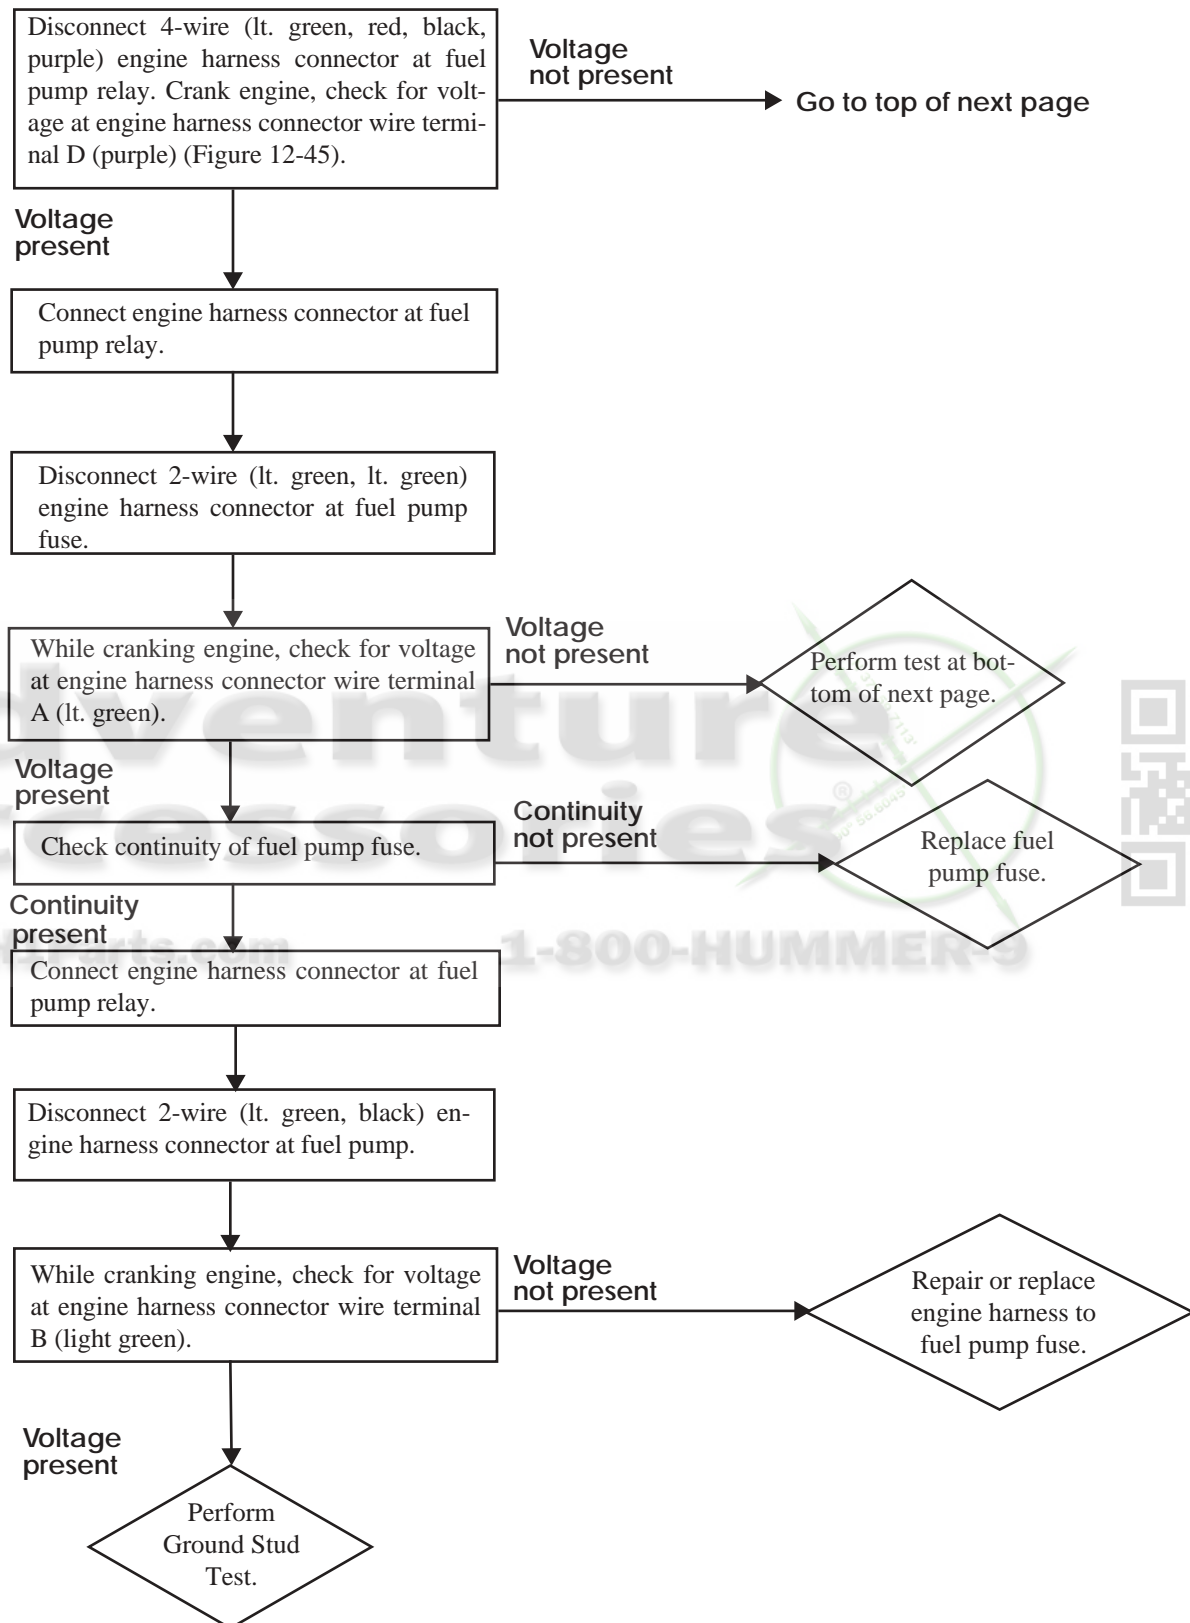 Disconnect 4-wire (lt. green, red, black,
purple) engine harness connector at fuel
pump relay. Crank engine, check for volt-
age at engine harness connector wire termi-
nal D (purple) (Figure 12-45).
Voltage
not present
Go to top of next page
Voltage
present
Connect engine harness connector at fuel
pump relay.
Disconnect 2-wire (lt. green, lt. green)
engine harness connector at fuel pump
fuse.
While cranking engine, check for voltage
at engine harness connector wire terminal
A (lt. green).
Voltage
not present
Perform test at bot-
tom of next page.
Voltage
present
Check continuity of fuel pump fuse.
Continuity
not present
Replace fuel
pump fuse.
Continuity
present
Connect engine harness connector at fuel
pump relay.
Disconnect 2-wire (lt. green, black) en-
gine harness connector at fuel pump.
While cranking engine, check for voltage
at engine harness connector wire terminal
B (light green).
Voltage
not present
Repair or replace
engine harness to
fuel pump fuse.
Voltage
present
Perform
Ground Stud
Test.
dventure
ccessories
®
Parts.com
1-800-HUMMER-9